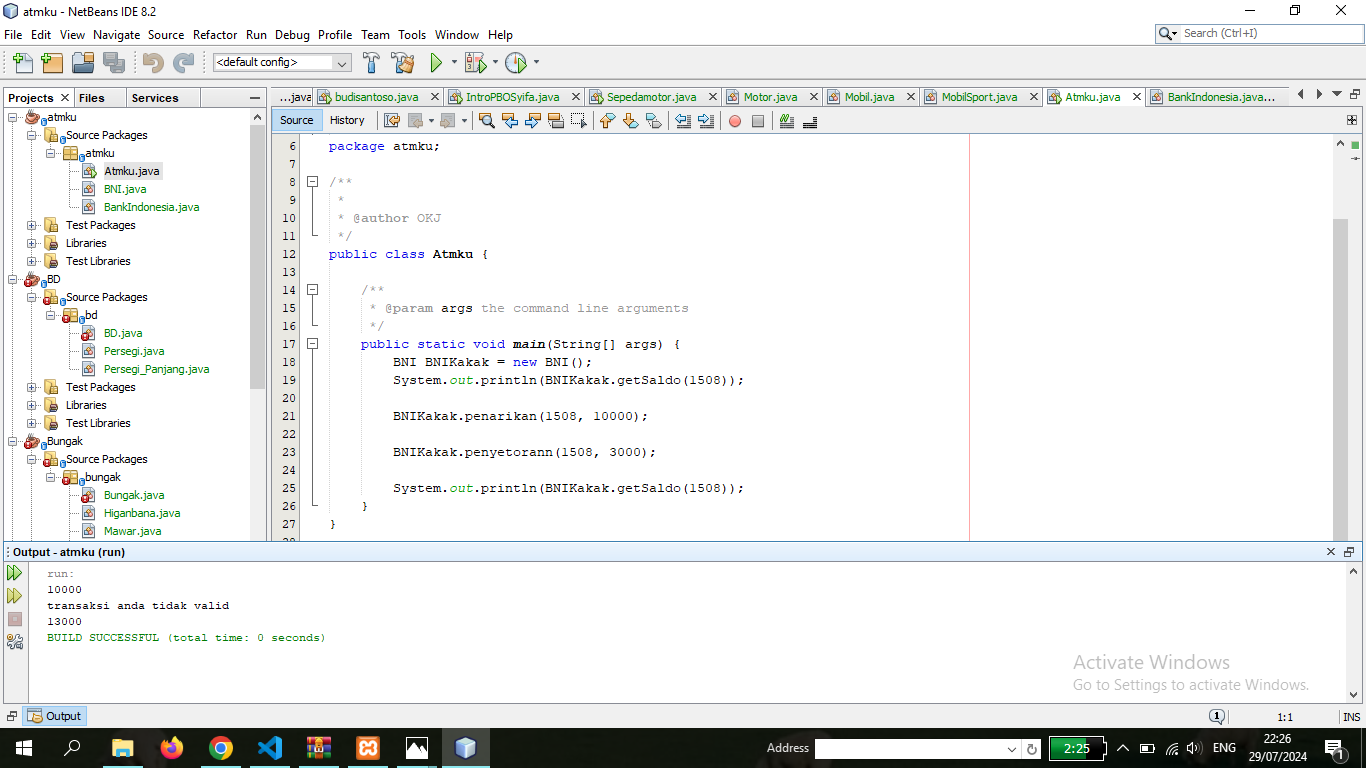 atmku - NetBeans IDE 8.2
File Edit View Navigate Source Refactor Run Debug Profile Team Tools Window Help
Search (Ctrl+I)
<default config>
Projects Files Services
...java budisantoso.java IntroPBOSyifa.java Sepedamotor.java Motor.java Mobil.java MobilSport.java Atmku.java BankIndonesia.java...
Source History
atmku
Source Packages
atmku
Atmku.java
BNI.java
BankIndonesia.java
Test Packages
Libraries
Test Libraries
BD
Source Packages
bd
BD.java
Persegi.java
Persegi_Panjang.java
Test Packages
Libraries
Test Libraries
Bungak
Source Packages
bungak
Bungak.java
Higanbana.java
Mawar.java
6 package atmku;
7
8 /**
9 *
10 * @author OKJ
11 */
12 public class Atmku {
13
14 /**
15 * @param args the command line arguments
16 */
17 public static void main(String[] args) {
18 BNI BNIKakak = new BNI();
19 System.out.println(BNIKakak.getSaldo(1508));
20
21 BNIKakak.penarikan(1508, 10000);
22
23 BNIKakak.penyetorann(1508, 3000);
24
25 System.out.println(BNIKakak.getSaldo(1508));
26 }
27 }
Output - atmku (run)
run:
10000
transaksi anda tidak valid
13000
BUILD SUCCESSFUL (total time: 0 seconds)
Activate Windows
Go to Settings to activate Windows.
Output
1 1:1 INS
Address
2:25
ENG
22:26
29/07/2024
1